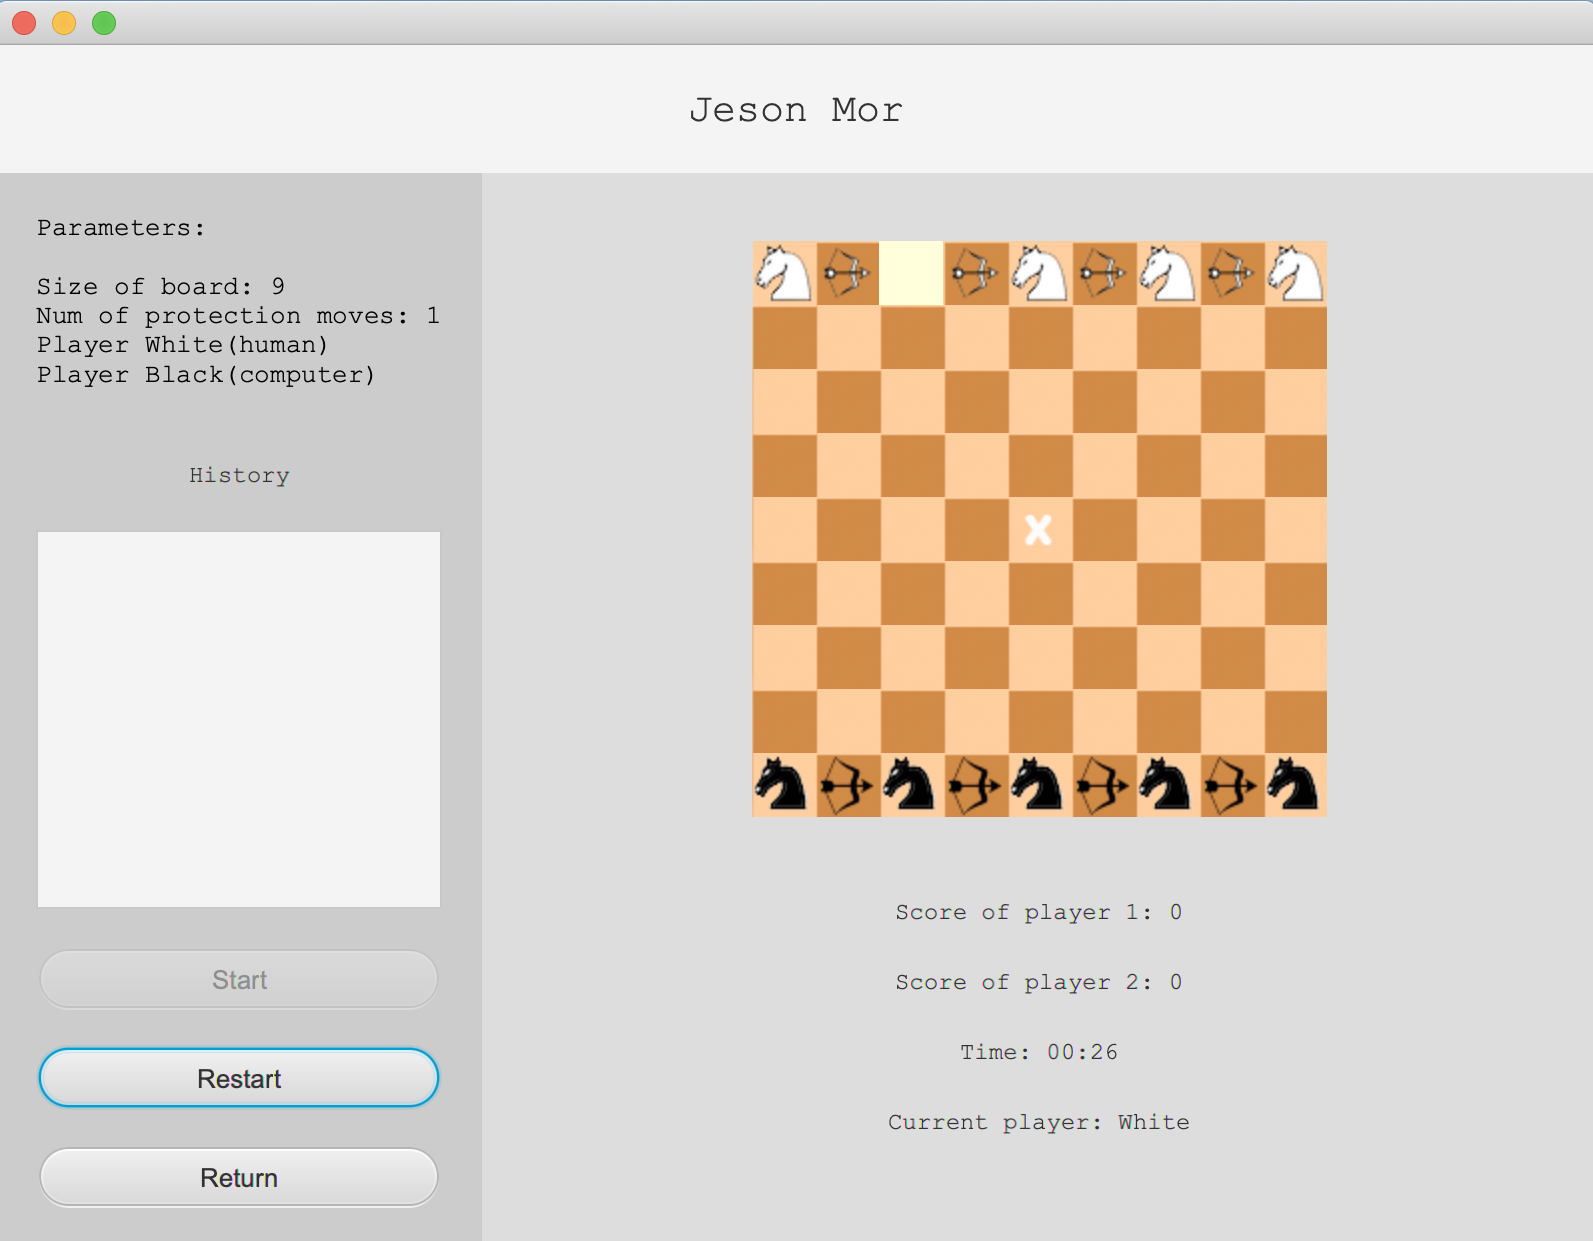 Jeson Mor
Parameters:
Size of board: 9
Num of protection moves: 1
Player White(human)
Player Black(computer)
History
Start
Restart
Return
x
Score of player 1: 0
Score of player 2: 0
Time: 00:26
Current player: White